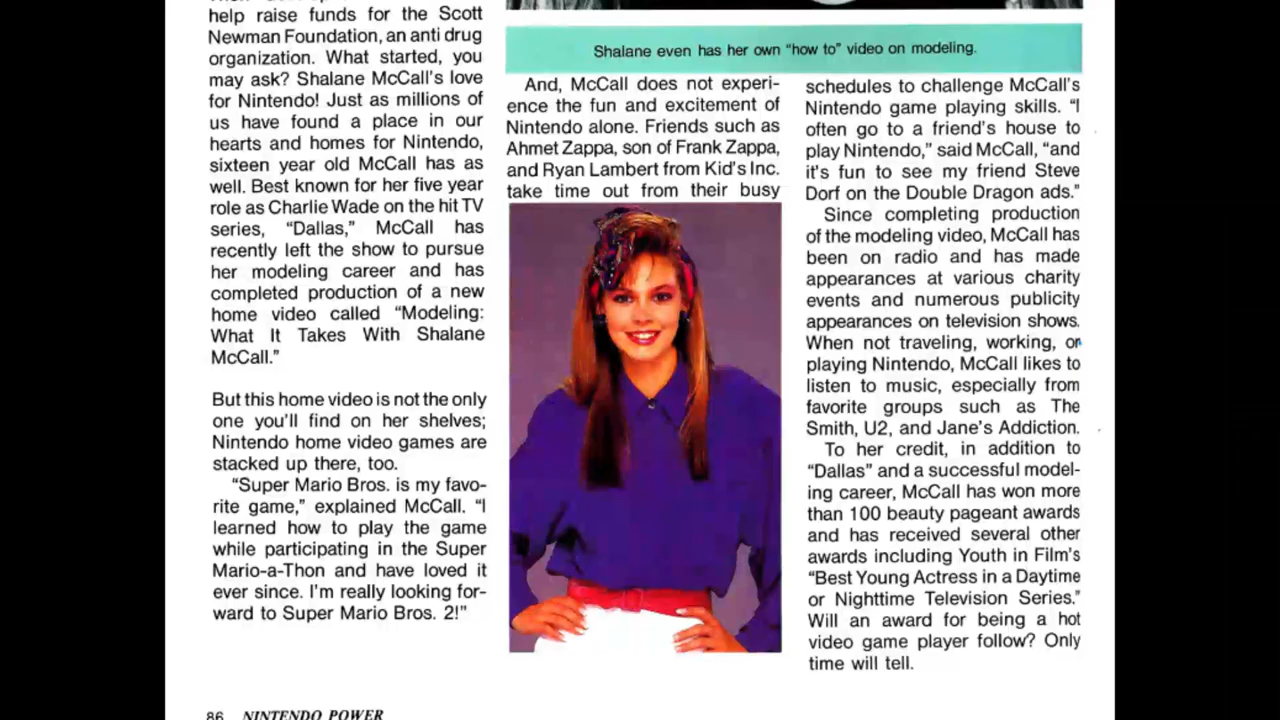 help raise funds for the Scott
Newman Foundation, an anti drug
organization. What started, you
may ask? Shalane McCall's love
for Nintendo! Just as millions of
us have found a place in our
hearts and homes for Nintendo,
sixteen year old McCall has as
well. Best known for her five year
role as Charlie Wade on the hit TV
series, "Dallas," McCall has
recently left the show to pursue
her modeling career and has
completed production of a new
home video called "Modeling:
What It Takes With Shalane
McCall."
But this home video is not the only
one you'll find on her shelves;
Nintendo home video games are
stacked up there, too.
"Super Mario Bros. is my favo-
rite game," explained McCall. "I
learned how to play the game
while participating in the Super
Mario-a-Thon and have loved it
ever since. I'm really looking for-
ward to Super Mario Bros. 2!"
Shalane even has her own "how to" video on modeling.
And, McCall does not experi-
ence the fun and excitement of
Nintendo alone. Friends such as
Ahmet Zappa, son of Frank Zappa,
and Ryan Lambert from Kid's Inc.
take time out from their busy
schedules to challenge McCall's
Nintendo game playing skills. "I
often go to a friend's house to
play Nintendo," said McCall, "and
it's fun to see my friend Steve
Dorf on the Double Dragon ads."
Since completing production
of the modeling video, McCall has
been on radio and has made
appearances at various charity
events and numerous publicity
appearances on television shows.
When not traveling, working, or
playing Nintendo, McCall likes to
listen to music, especially from
favorite groups such as The
Smith, U2, and Jane's Addiction.
To her credit, in addition to
"Dallas" and a successful model-
ing career, McCall has won more
than 100 beauty pageant awards
and has received several other
awards including Youth in Film's
"Best Young Actress in a Daytime
or Nighttime Television Series."
Will an award for being a hot
video game player follow? Only
time will tell.
86 NINTENDO POWER